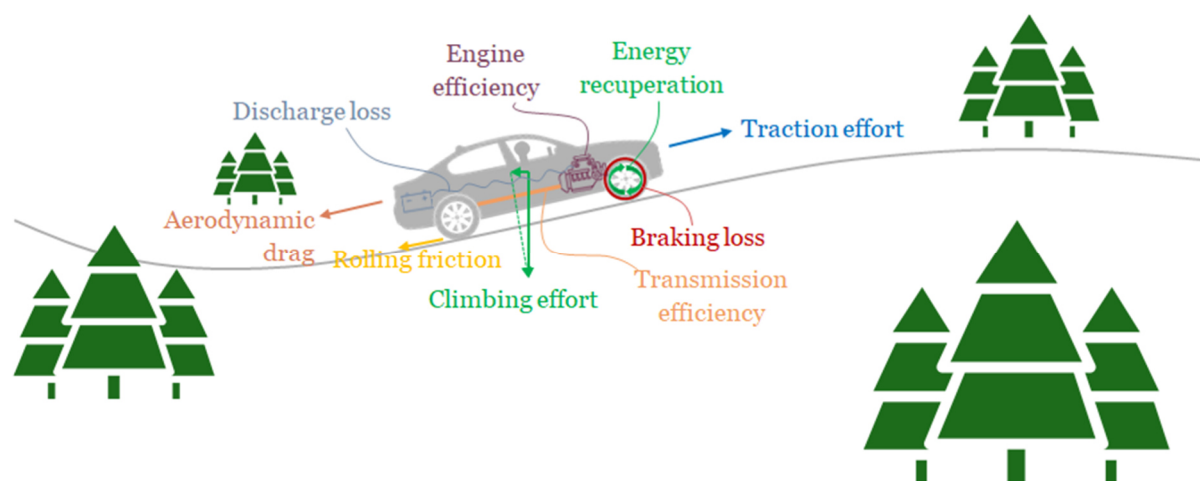 Engine
efficiency
Energy
recuperation
Discharge loss
Traction effort
Aerodynamic
drag
Rolling friction
Braking loss
Climbing effort
Transmission
efficiency